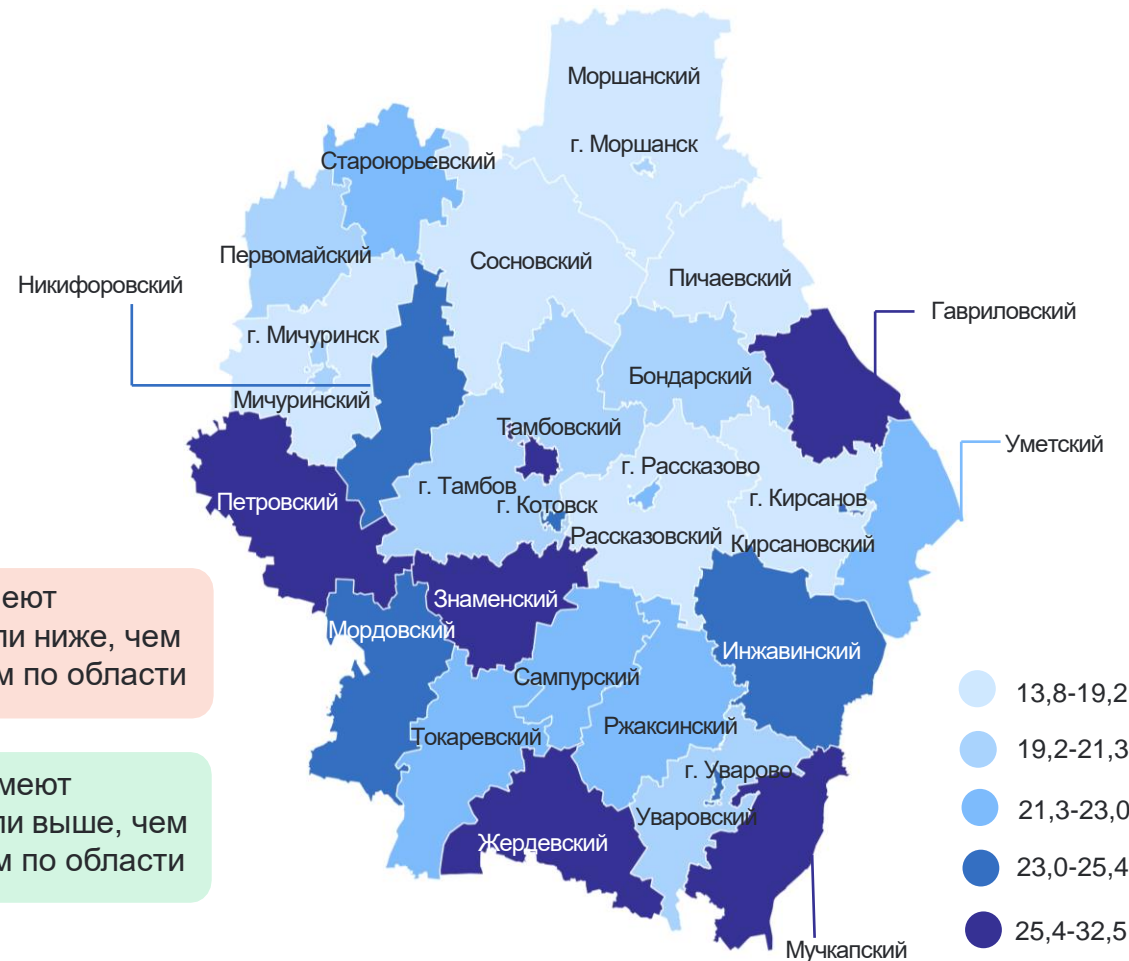 Моршанский
г. Моршанск
Староюрьевский
Первомайский
Сосновский
Пичаевский
Никифоровский
Гавриловский
г. Мичуринск
Бондарский
Мичуринский
Тамбовский
Уметский
г. Рассказово
г. Тамбов
г. Кирсанов
Петровский
г. Котовск
Рассказовский
Кирсановский
еют
ли ниже, чем
м по области
Знаменский
Мордовский
Инжавинский
Сампурский
13,8-19,2
Ржаксинский
Токаревский
19,2-21,3
г. Уварово
меют
ли выше, чем
м по области
21,3-23,0
Уваровский
Жердевский
23,0-25,4
25,4-32,5
Мучкапский